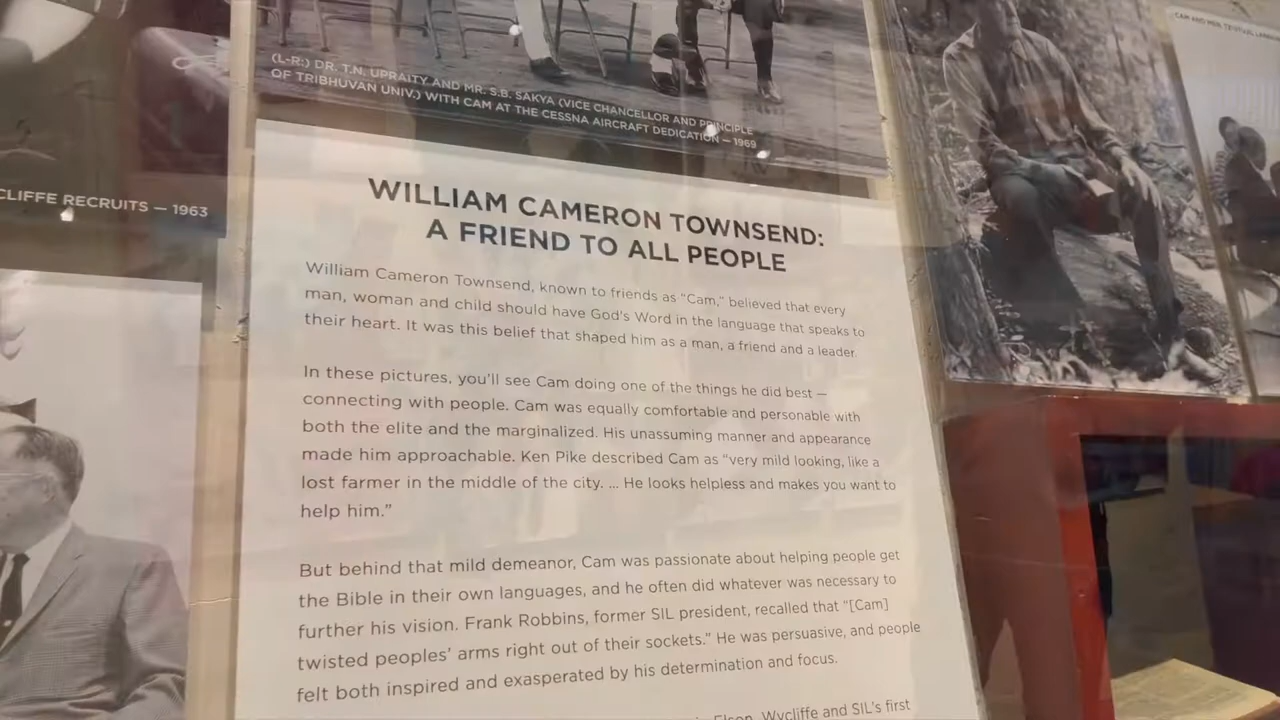 (L-R:) DR. T.N. UPRAITY AND MR. S.B. SAKYA (VICE CHANCELLOR AND PRINCIPLE
OF TRIBHUVAN UNIV.) WITH CAM AT THE CESSNA AIRCRAFT DEDICATION — 1969
CLIFFE RECRUITS — 1963
WILLIAM CAMERON TOWNSEND:
A FRIEND TO ALL PEOPLE
William Cameron Townsend, known to friends as “Cam,” believed that every
man, woman and child should have God’s Word in the language that speaks to
their heart. It was this belief that shaped him as a man, a friend and a leader.
In these pictures, you’ll see Cam doing one of the things he did best —
connecting with people. Cam was equally comfortable and personable with
both the elite and the marginalized. His unassuming manner and appearance
made him approachable. Ken Pike described Cam as “very mild looking, like a
lost farmer in the middle of the city. ... He looks helpless and makes you want to
help him.”
But behind that mild demeanor, Cam was passionate about helping people get
the Bible in their own languages, and he often did whatever was necessary to
further his vision. Frank Robbins, former SIL president, recalled that “[Cam]
twisted peoples’ arms right out of their sockets.” He was persuasive, and people
felt both inspired and exasperated by his determination and focus.
Elson, Wycliffe and SIL’s first
CAM AND